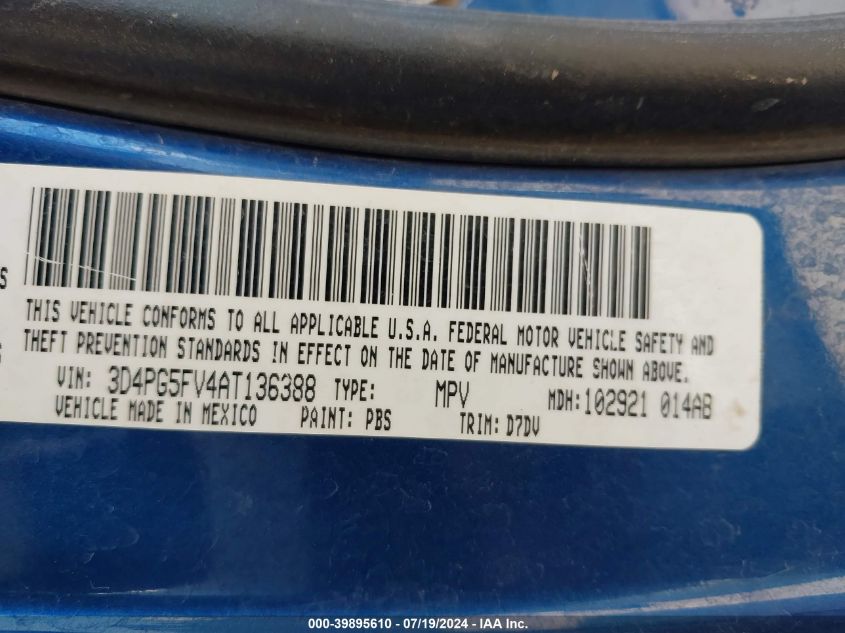 S
THIS VEHICLE CONFORMS TO ALL APPLICABLE U.S.A. FEDERAL MOTOR VEHICLE SAFETY AND
THEFT PREVENTION STANDARDS IN EFFECT ON THE DATE OF MANUFACTURE SHOWN ABOVE.
VIN: 3D4PG5FV4AT136388 TYPE: MPV MDH: 102921 014AB
VEHICLE MADE IN MEXICO PAINT: PBS TRIM: D7DV
000-39895610 - 07/19/2024 - IAA Inc.